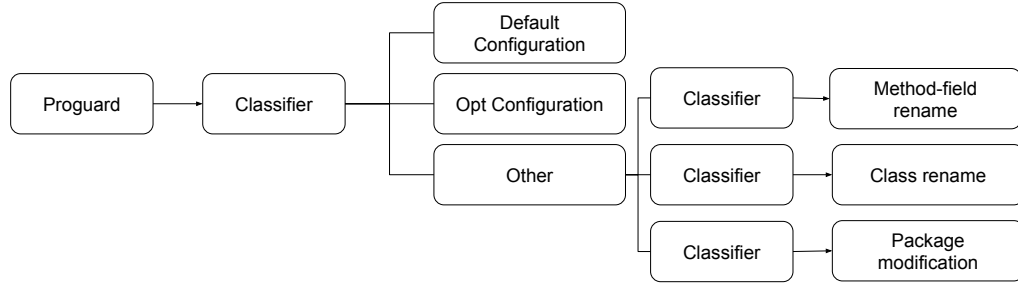 Default
Configuration
Proguard
Classifier
Opt Configuration
Other
Classifier
Method-field
rename
Classifier
Class rename
Classifier
Package
modification